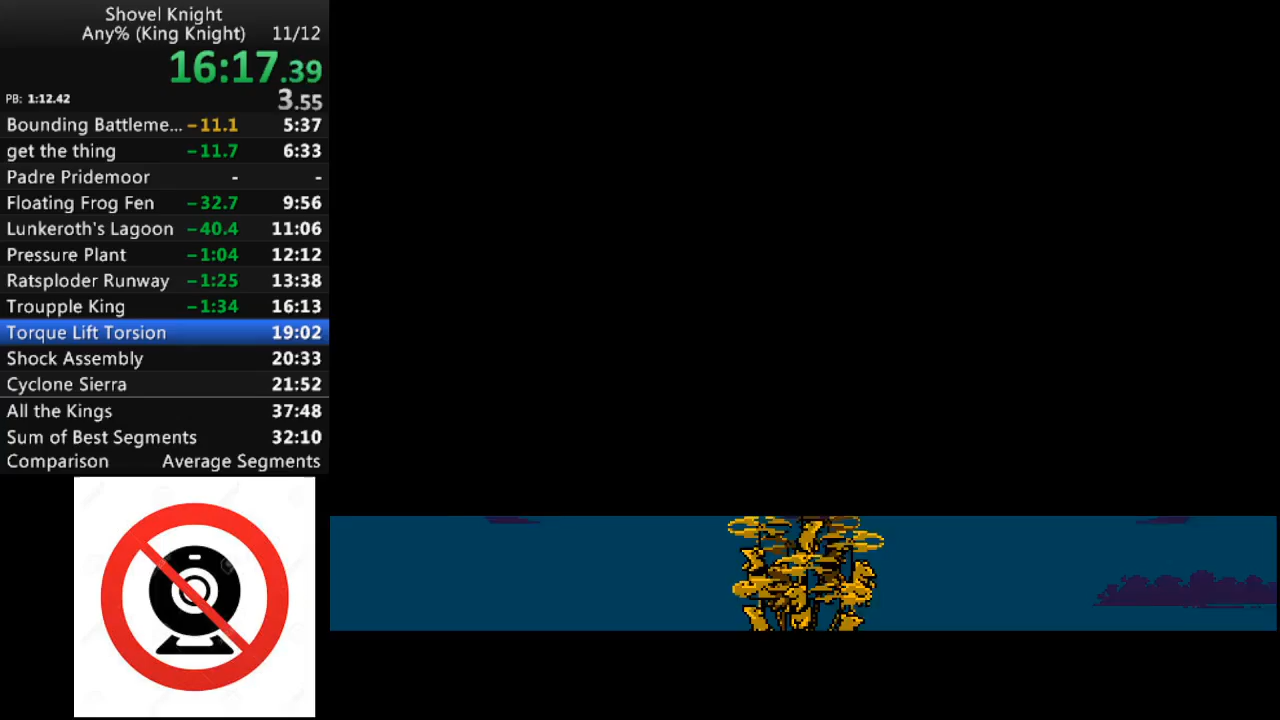 Shovel Knight
Any% (King Knight) 11/12
16:17.39
PB: 1:12.42 3.55
Bounding Battleme... −11.1 5:37
get the thing −11.7 6:33
Padre Pridemoor - -
Floating Frog Fen −32.7 9:56
Lunkeroth's Lagoon −40.4 11:06
Pressure Plant −1:04 12:12
Ratsploder Runway −1:25 13:38
Troupple King −1:34 16:13
Torque Lift Torsion 19:02
Shock Assembly 20:33
Cyclone Sierra 21:52
All the Kings 37:48
Sum of Best Segments 32:10
Comparison Average Segments